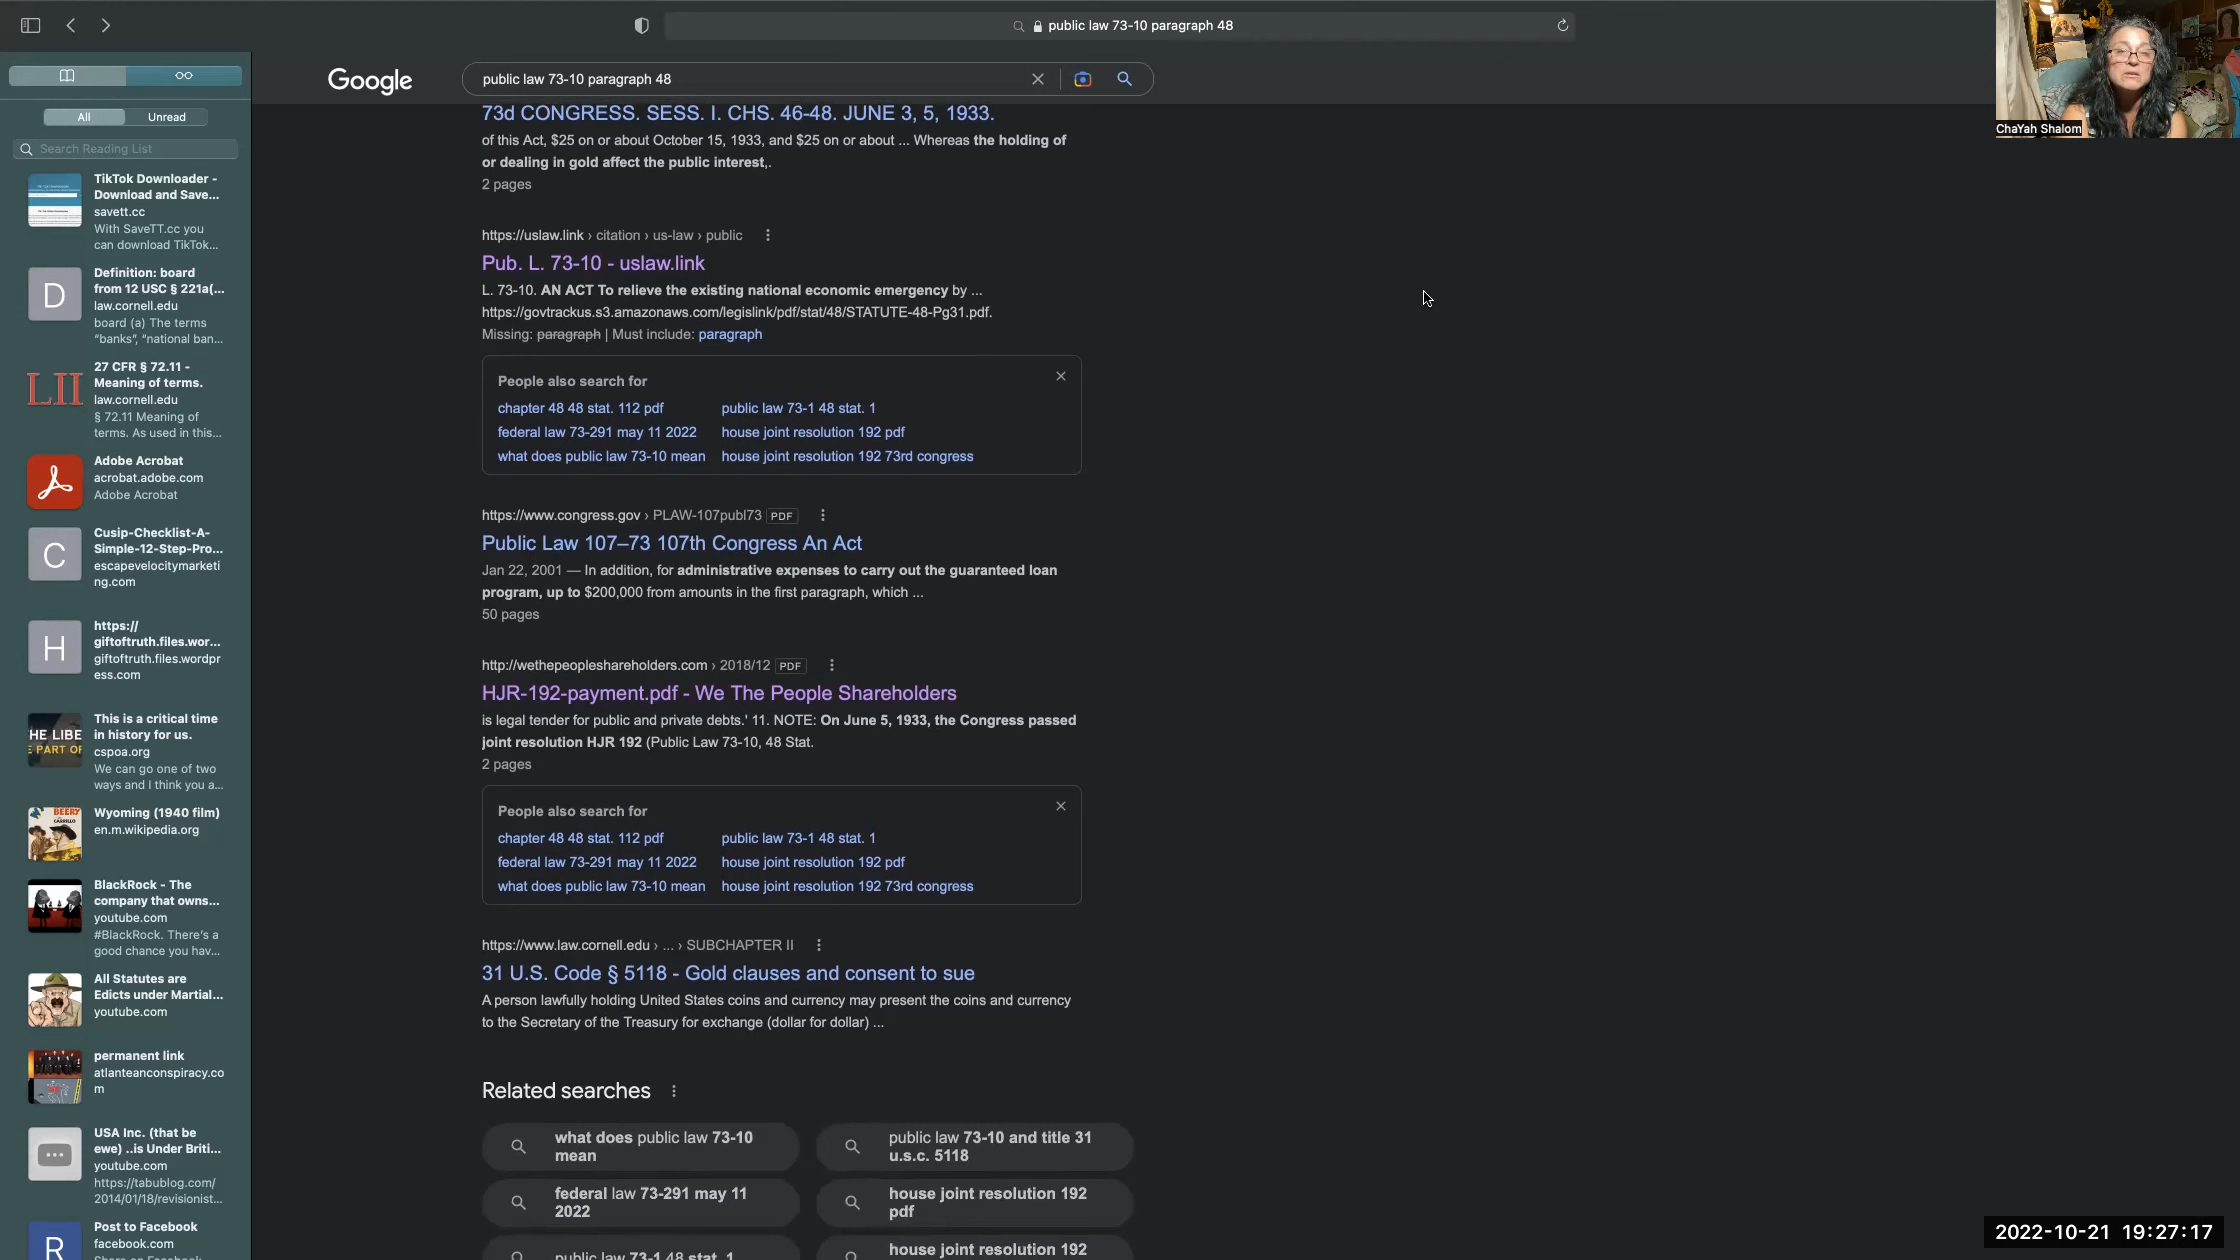 public law 73-10 paragraph 48
All
Unread
Search Reading List
TikTok Downloader -
Download and Save...
savett.cc
With SaveTT.cc you
can download TikTok...
D
Definition: board
from 12 USC § 221a(...
law.cornell.edu
board (a) The terms
"banks", "national ban...
LII
27 CFR § 72.11 -
Meaning of terms.
law.cornell.edu
§ 72.11 Meaning of
terms. As used in this...
Adobe Acrobat
acrobat.adobe.com
Adobe Acrobat
C
Cusip-Checklist-A-
Simple-12-Step-Pro...
escapevelocitymarketi
ng.com
H
https://
giftoftruth.files.wor...
giftoftruth.files.wordpr
ess.com
HE LIBE
E PART OF
This is a critical time
in history for us.
cspoa.org
We can go one of two
ways and I think you a...
BEERY
Wyoming (1940 film)
en.m.wikipedia.org
BlackRock - The
company that owns...
youtube.com
#BlackRock. There's a
good chance you hav...
All Statutes are
Edicts under Martial...
youtube.com
permanent link
atlanteanconspiracy.co
m
USA Inc. (that be
ewe) ..is Under Briti...
youtube.com
https://tabublog.com/
2014/01/18/revisionist...
R
Post to Facebook
facebook.com
Google
public law 73-10 paragraph 48
73d CONGRESS. SESS. I. CHS. 46-48. JUNE 3, 5, 1933.
of this Act, $25 on or about October 15, 1933, and $25 on or about ... Whereas the holding of
or dealing in gold affect the public interest,.
2 pages
https://uslaw.link › citation › us-law › public
Pub. L. 73-10 - uslaw.link
L. 73-10. AN ACT To relieve the existing national economic emergency by ...
https://govtrackus.s3.amazonaws.com/legislink/pdf/stat/48/STATUTE-48-Pg31.pdf.
Missing: paragraph | Must include: paragraph
People also search for
chapter 48 48 stat. 112 pdf
public law 73-1 48 stat. 1
federal law 73-291 may 11 2022
house joint resolution 192 pdf
what does public law 73-10 mean
house joint resolution 192 73rd congress
https://www.congress.gov › PLAW-107publ73 PDF
Public Law 107–73 107th Congress An Act
Jan 22, 2001 — In addition, for administrative expenses to carry out the guaranteed loan
program, up to $200,000 from amounts in the first paragraph, which ...
50 pages
http://wethepeopleshareholders.com › 2018/12 PDF
HJR-192-payment.pdf - We The People Shareholders
is legal tender for public and private debts.' 11. NOTE: On June 5, 1933, the Congress passed
joint resolution HJR 192 (Public Law 73-10, 48 Stat.
2 pages
People also search for
chapter 48 48 stat. 112 pdf
public law 73-1 48 stat. 1
federal law 73-291 may 11 2022
house joint resolution 192 pdf
what does public law 73-10 mean
house joint resolution 192 73rd congress
https://www.law.cornell.edu › ... › SUBCHAPTER II
31 U.S. Code § 5118 - Gold clauses and consent to sue
A person lawfully holding United States coins and currency may present the coins and currency
to the Secretary of the Treasury for exchange (dollar for dollar) ...
Related searches
what does public law 73-10
mean
public law 73-10 and title 31
u.s.c. 5118
federal law 73-291 may 11
2022
house joint resolution 192
pdf
public law 73-1 48 stat. 1
house joint resolution 192
ChaYah Shalom
2022-10-21 19:27:17